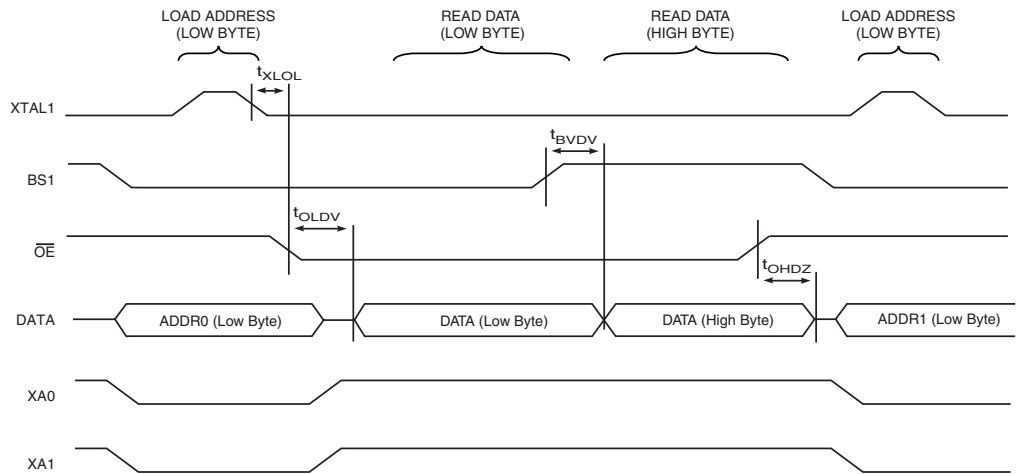 LOAD ADDRESS
(LOW BYTE)
READ DATA
(LOW BYTE)
READ DATA
(HIGH BYTE)
LOAD ADDRESS
(LOW BYTE)
tXLOL
XTAL1
tBVDV
BS1
tOLDV
OE
tOHDZ
DATA
ADDR0 (Low Byte)
DATA (Low Byte)
DATA (High Byte)
ADDR1 (Low Byte)
XA0
XA1